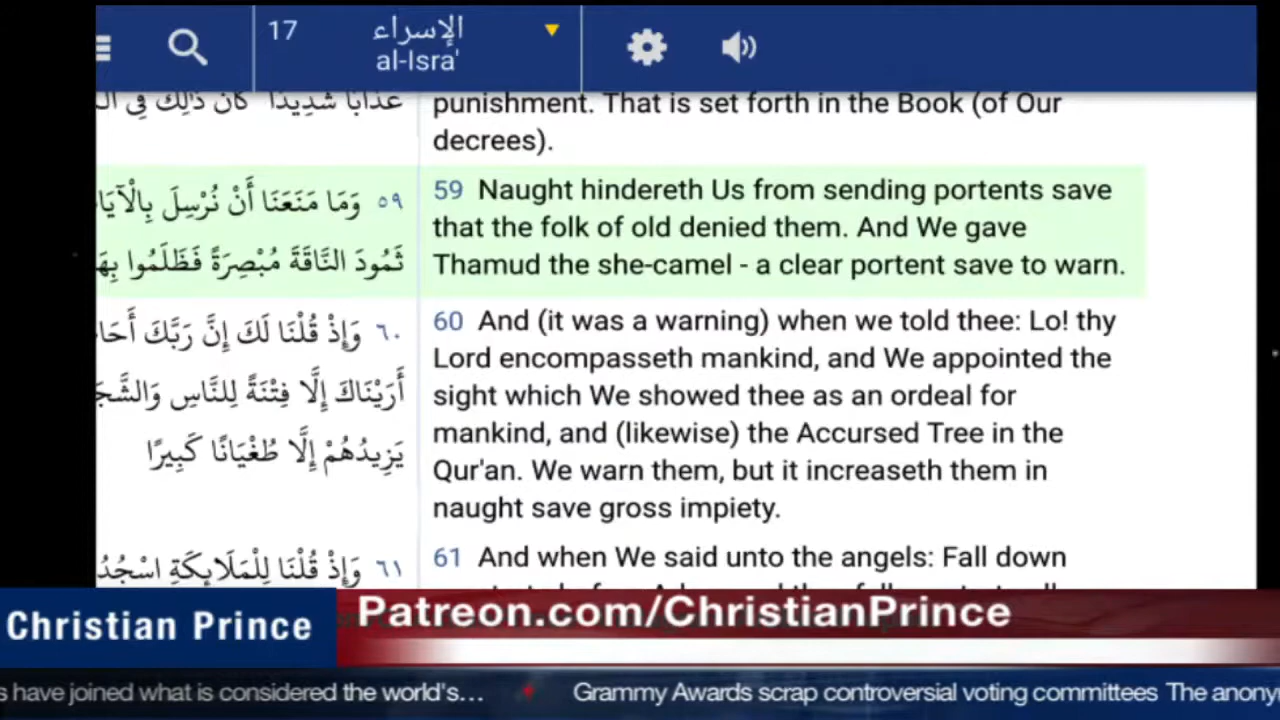 17
الإسراء
al-Isra'
عَذَابًا شَدِيدًا كَانَ ذَٰلِكَ فِي
punishment. That is set forth in the Book (of Our
decrees).
٥٩ وَمَا مَنَعَنَا أَنْ نُرْسِلَ بِالْآيَا
ثَمُودَ النَّاقَةَ مُبْصِرَةً فَظَلَمُوا بِهَ
59 Naught hindereth Us from sending portents save
that the folk of old denied them. And We gave
Thamud the she-camel - a clear portent save to warn.
٦٠ وَإِذْ قُلْنَا لَكَ إِنَّ رَبَّكَ أَحَا
أَرَيْنَاكَ إِلَّا فِتْنَةً لِلنَّاسِ وَالشَّجَ
يَزِيدُهُمْ إِلَّا طُغْيَانًا كَبِيرًا
60 And (it was a warning) when we told thee: Lo! thy
Lord encompasseth mankind, and We appointed the
sight which We showed thee as an ordeal for
mankind, and (likewise) the Accursed Tree in the
Qur'an. We warn them, but it increaseth them in
naught save gross impiety.
٦١ وَإِذْ قُلْنَا لِلْمَلَائِكَةِ اسْجُدُ
61 And when We said unto the angels: Fall down
Christian Prince
Patreon.com/ChristianPrince
s have joined what is considered the world's... Grammy Awards scrap controversial voting committees The anony